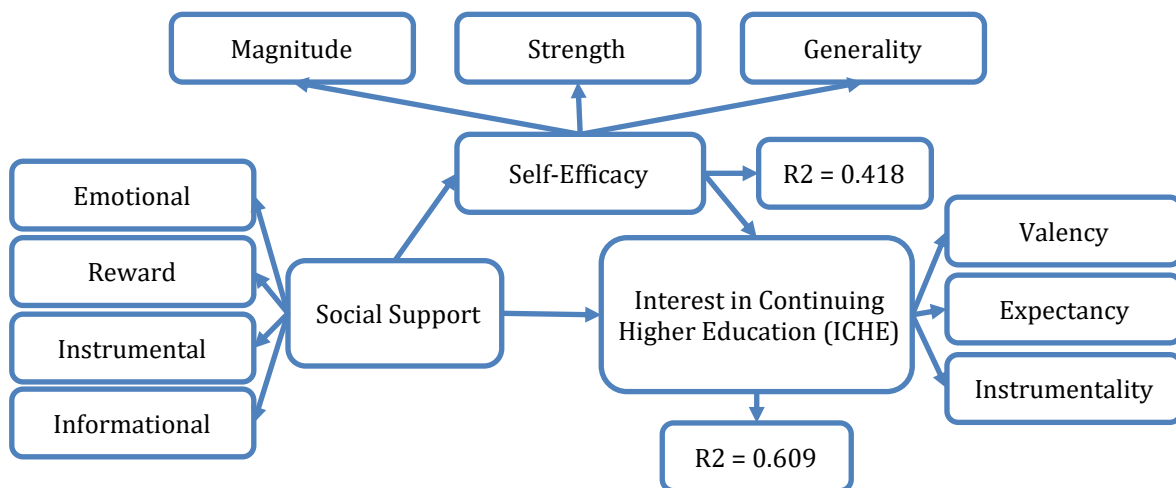 Magnitude
Strength
Generality
Self-Efficacy
R2 = 0.418
Emotional
Reward
Instrumental
Informational
Social Support
Interest in Continuing
Higher Education (ICHE)
Valency
Expectancy
Instrumentality
R2 = 0.609